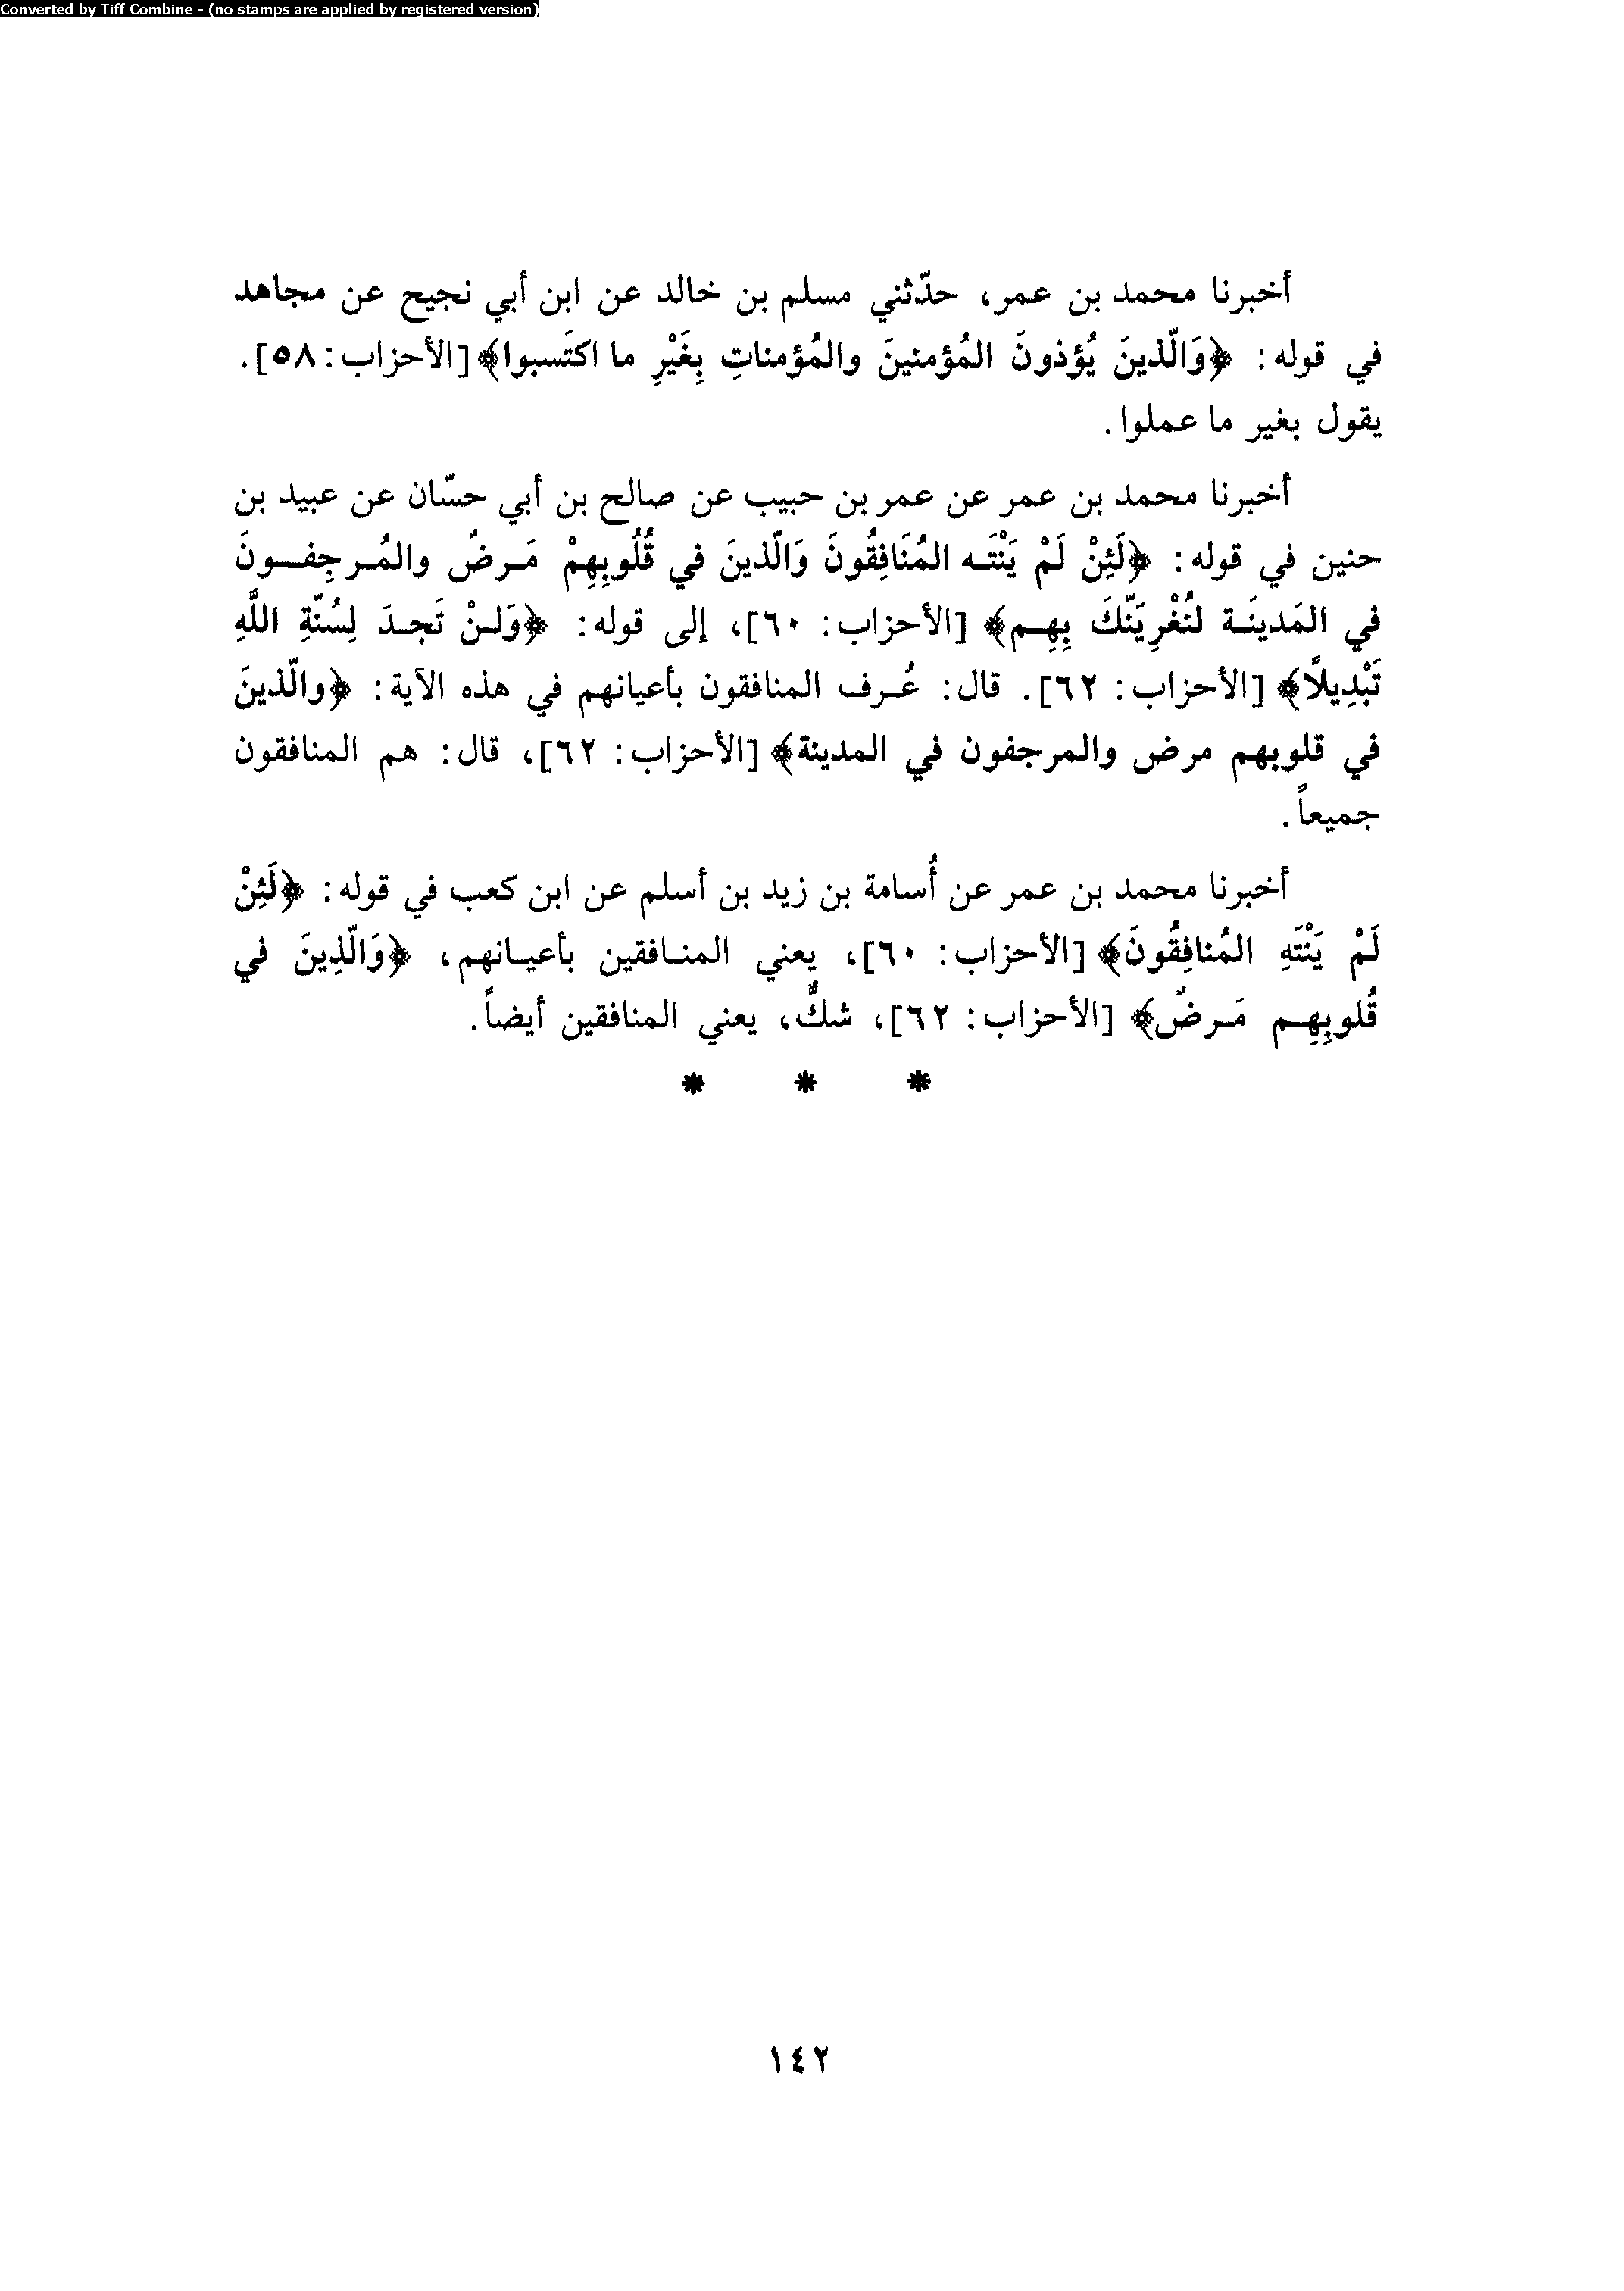 Converted by Tiff Combine - (no stamps are applied by registered version)
أخبرنا محمد بن عمر، حدّثني مسلم بن خالد عن ابن أبي نجيح عن مجاهد
في قوله: ﴿وَالّذينَ يُؤذونَ المُؤمنينَ والمُؤمناتِ بِغَيْرِ ما اكتَسبوا﴾ [الأحزاب: ٥٨].
يقول بغير ما عملوا.
أخبرنا محمد بن عمر عن عمر بن حبيب عن صالح بن أبي حسّان عن عبيد بن
حنين في قوله: ﴿لَئِنْ لَمْ يَنْتَـه المُنَافِقُونَ وَالّذينَ في قُلُوبِهِمْ مَـرضٌ والمُـرجِفـــونَ
في المَدينَـة لنُغْرِيَنّكَ بِهِـم﴾ [الأحزاب: ٦٠]، إلى قوله: ﴿وَلـنْ تَجـدَ لِسُنّةِ اللَّهِ
تَبْدِيلاً﴾ [الأحزاب: ٦٢]. قال: عُـرف المنافقون بأعيانهم في هذه الآية: ﴿والّذينَ
في قلوبهم مرض والمرجفون في المدينة﴾ [الأحزاب: ٦٢]، قال: هم المنافقون
جميعاً.
أخبرنا محمد بن عمر عن أُسامة بن زيد بن أسلم عن ابن كعب في قوله: ﴿لَئِنْ
لَمْ يَنْتَهِ المُنافِقُونَ﴾ [الأحزاب: ٦٠]، يعني المنـافقين بأعيـانهم، ﴿وَالّذِينَ في
قُلوبِهِـم مَـرضٌ﴾ [الأحزاب: ٦٢]، شكٌّ، يعني المنافقين أيضاً.
* * *
١٤٢